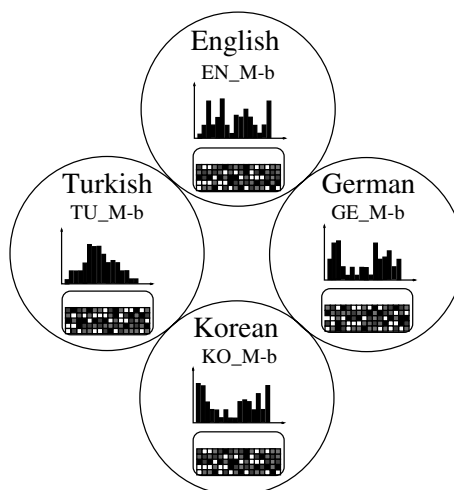 English
EN_M-b
Turkish
TU_M-b
German
GE_M-b
Korean
KO_M-b